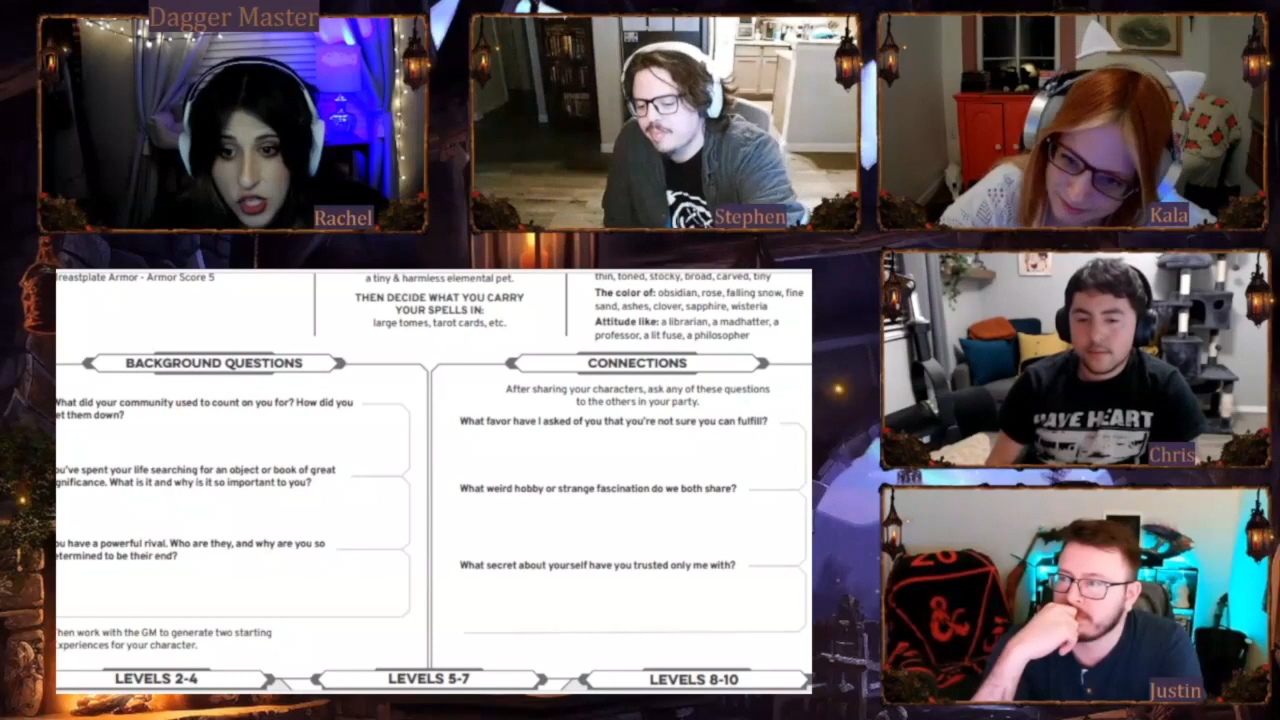 Dagger Master
Rachel
Stephen
Kala
Breastplate Armor - Armor Score 5
a tiny & harmless elemental pet.
THEN DECIDE WHAT YOU CARRY
YOUR SPELLS IN:
large tomes, tarot cards, etc.
thin, toned, stocky, broad, carved, tiny
The color of: obsidian, rose, falling snow, fine
sand, ashes, clover, sapphire, wisteria
Attitude like: a librarian, a madhatter, a
professor, a lit fuse, a philosopher
BACKGROUND QUESTIONS
What did your community used to count on you for? How did you
et them down?
ou've spent your life searching for an object or book of great
gnificance. What is it and why is it so important to you?
ou have a powerful rival. Who are they, and why are you so
etermined to be their end?
hen work with the GM to generate two starting
xperiences for your character.
CONNECTIONS
After sharing your characters, ask any of these questions
to the others in your party.
What favor have I asked of you that you're not sure you can fulfill?
What weird hobby or strange fascination do we both share?
What secret about yourself have you trusted only me with?
LEVELS 2-4
LEVELS 5-7
LEVELS 8-10
HAVE HEART
Chris
20
&
Justin